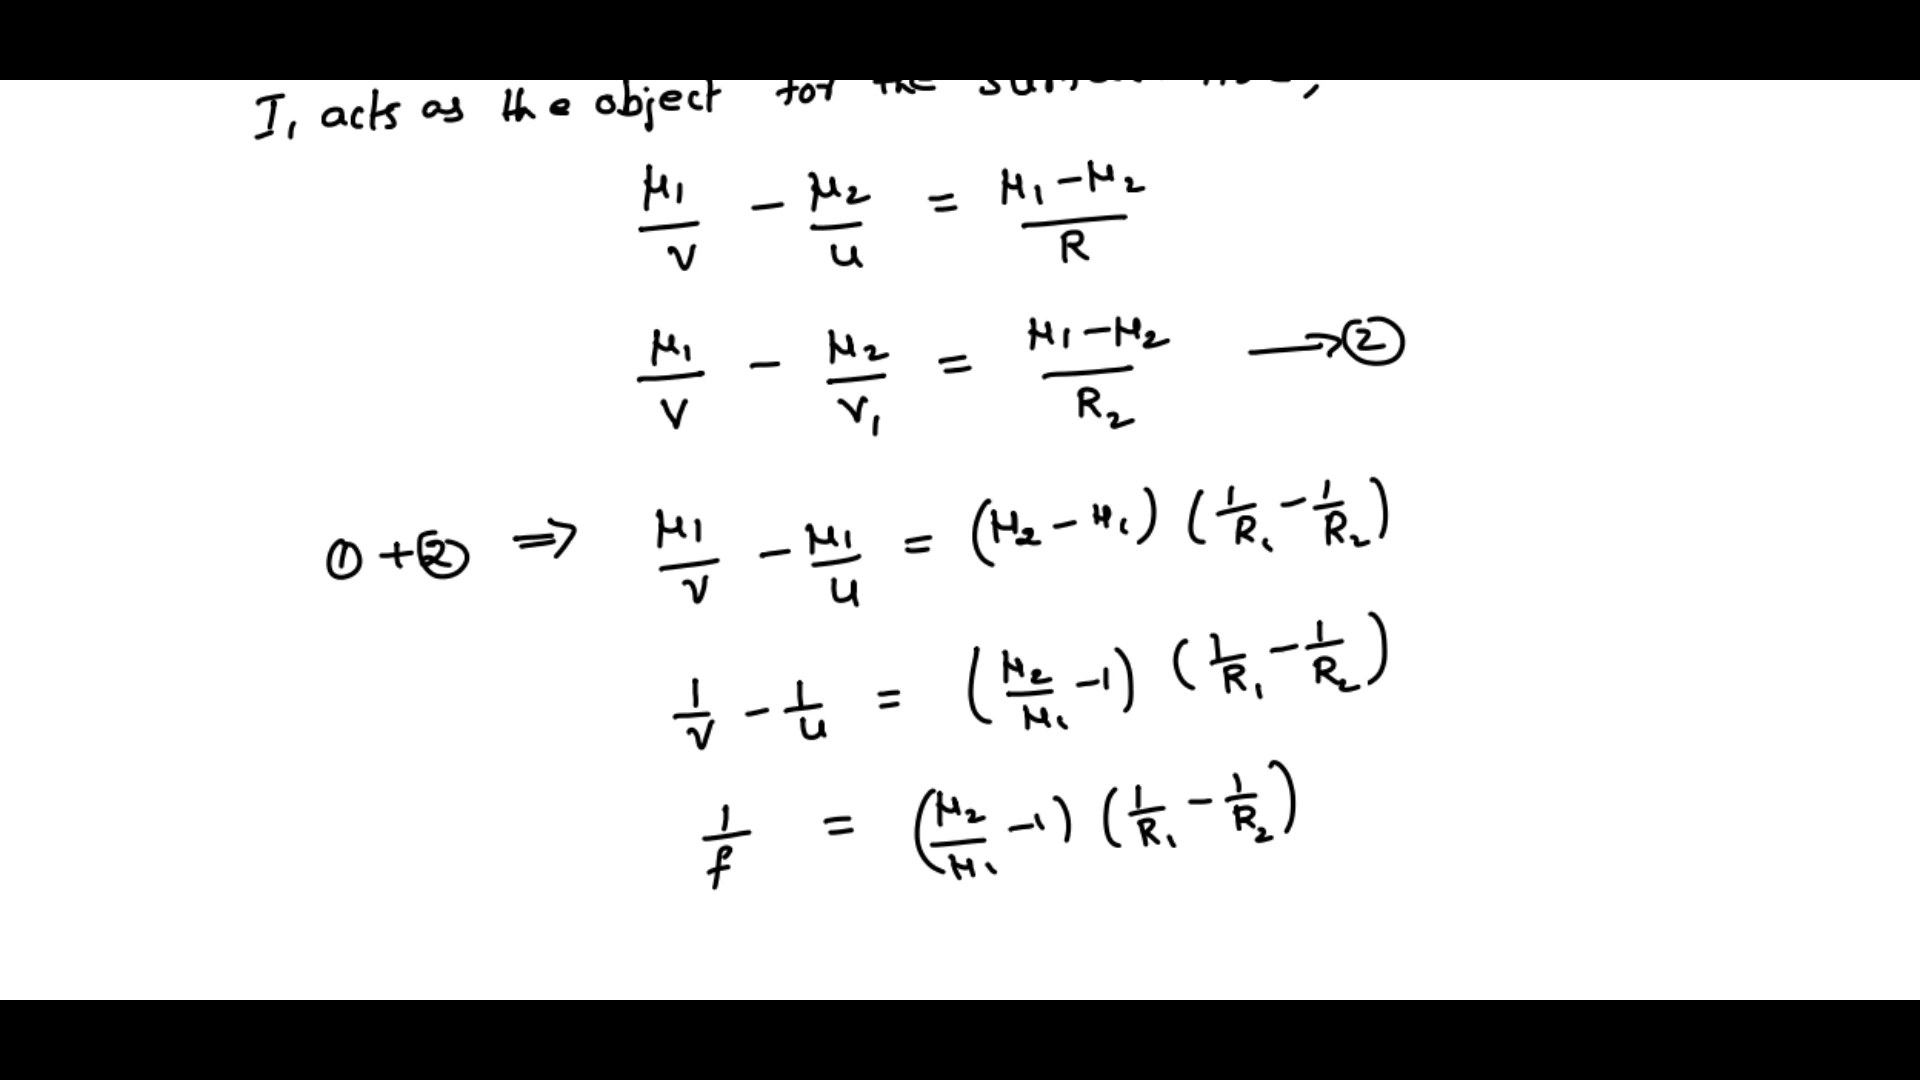 I₁ acts as the object for the
μ₁/v - μ₂/u = μ₁-μ₂/R
μ₁/v - μ₂/v₁ = μ₁-μ₂/R₂ → ②
①+② ⇒ μ₁/v - μ₁/u = (μ₂-μ₁) (1/R₁ - 1/R₂)
1/v - 1/u = (μ₂/μ₁ -1) (1/R₁ - 1/R₂)
1/f = (μ₂/μ₁ -1) (1/R₁ - 1/R₂)